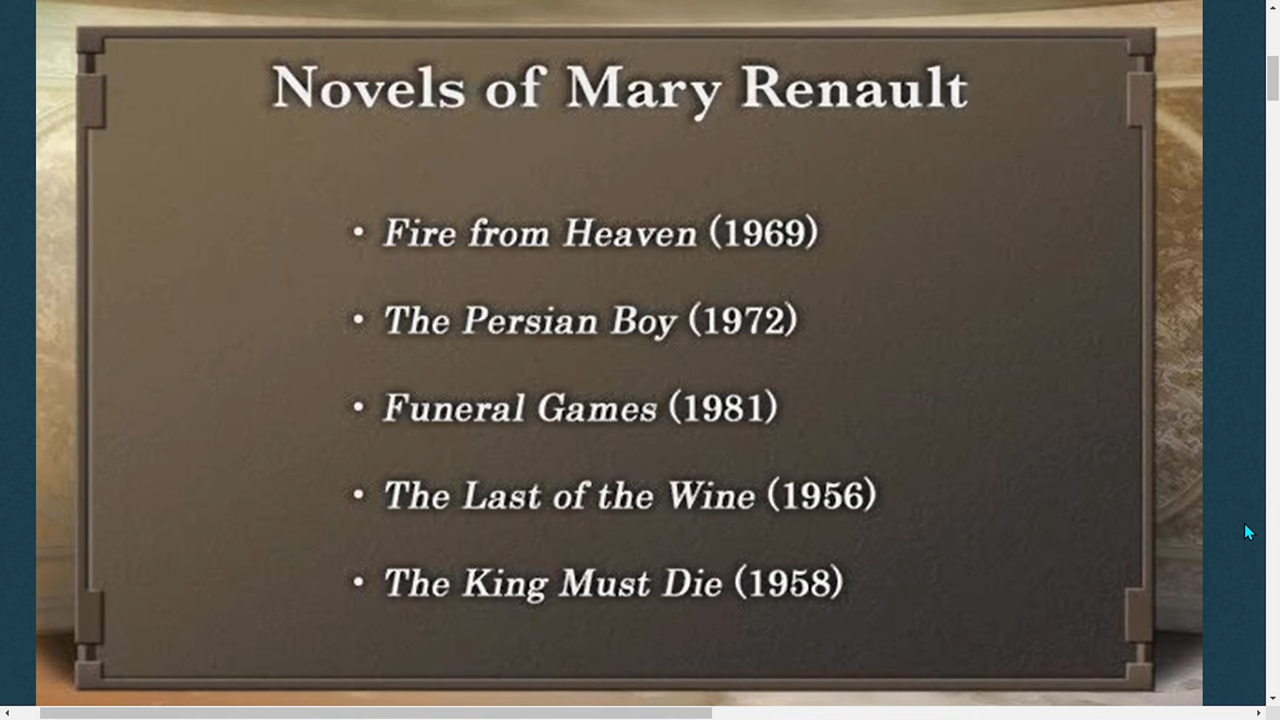 Novels of Mary Renault
• Fire from Heaven (1969)
• The Persian Boy (1972)
• Funeral Games (1981)
• The Last of the Wine (1956)
• The King Must Die (1958)